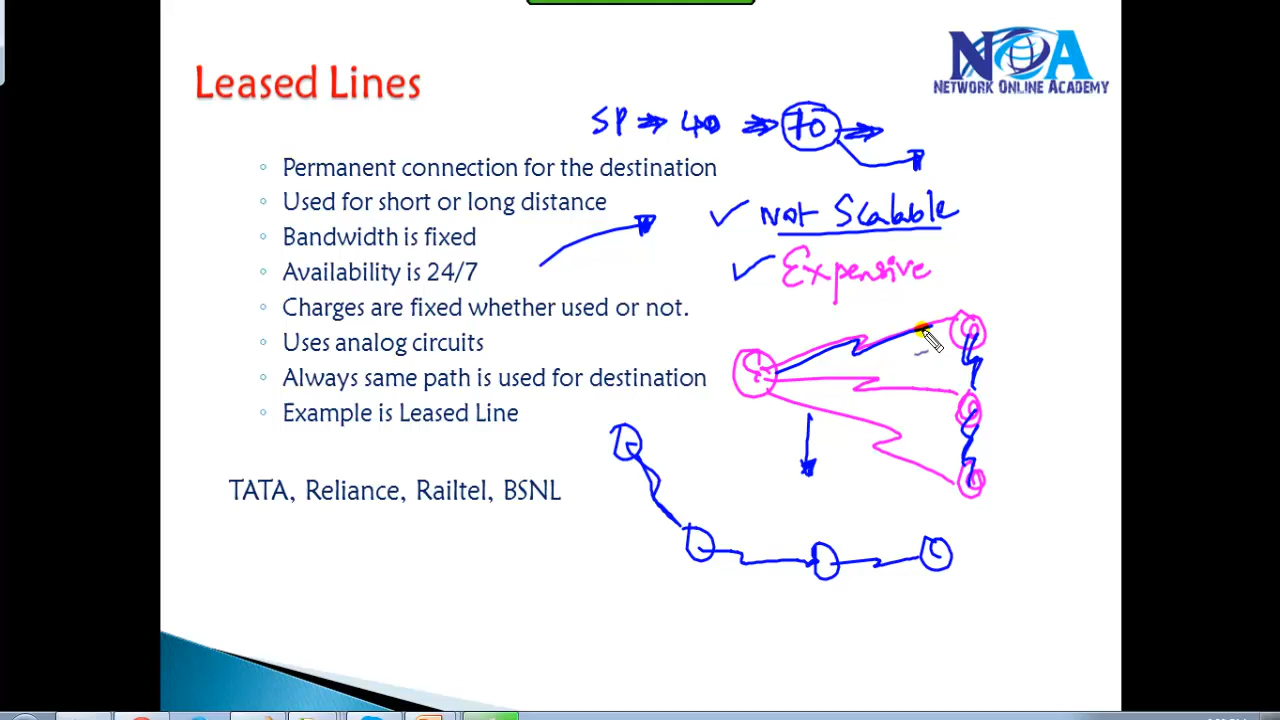 NOA
NETWORK ONLINE ACADEMY
Leased Lines
SP 40 70
◦ Permanent connection for the destination
◦ Used for short or long distance
Not Scalable
◦ Bandwidth is fixed
◦ Availability is 24/7
Expensive
◦ Charges are fixed whether used or not.
◦ Uses analog circuits
◦ Always same path is used for destination
◦ Example is Leased Line
TATA, Reliance, Railtel, BSNL